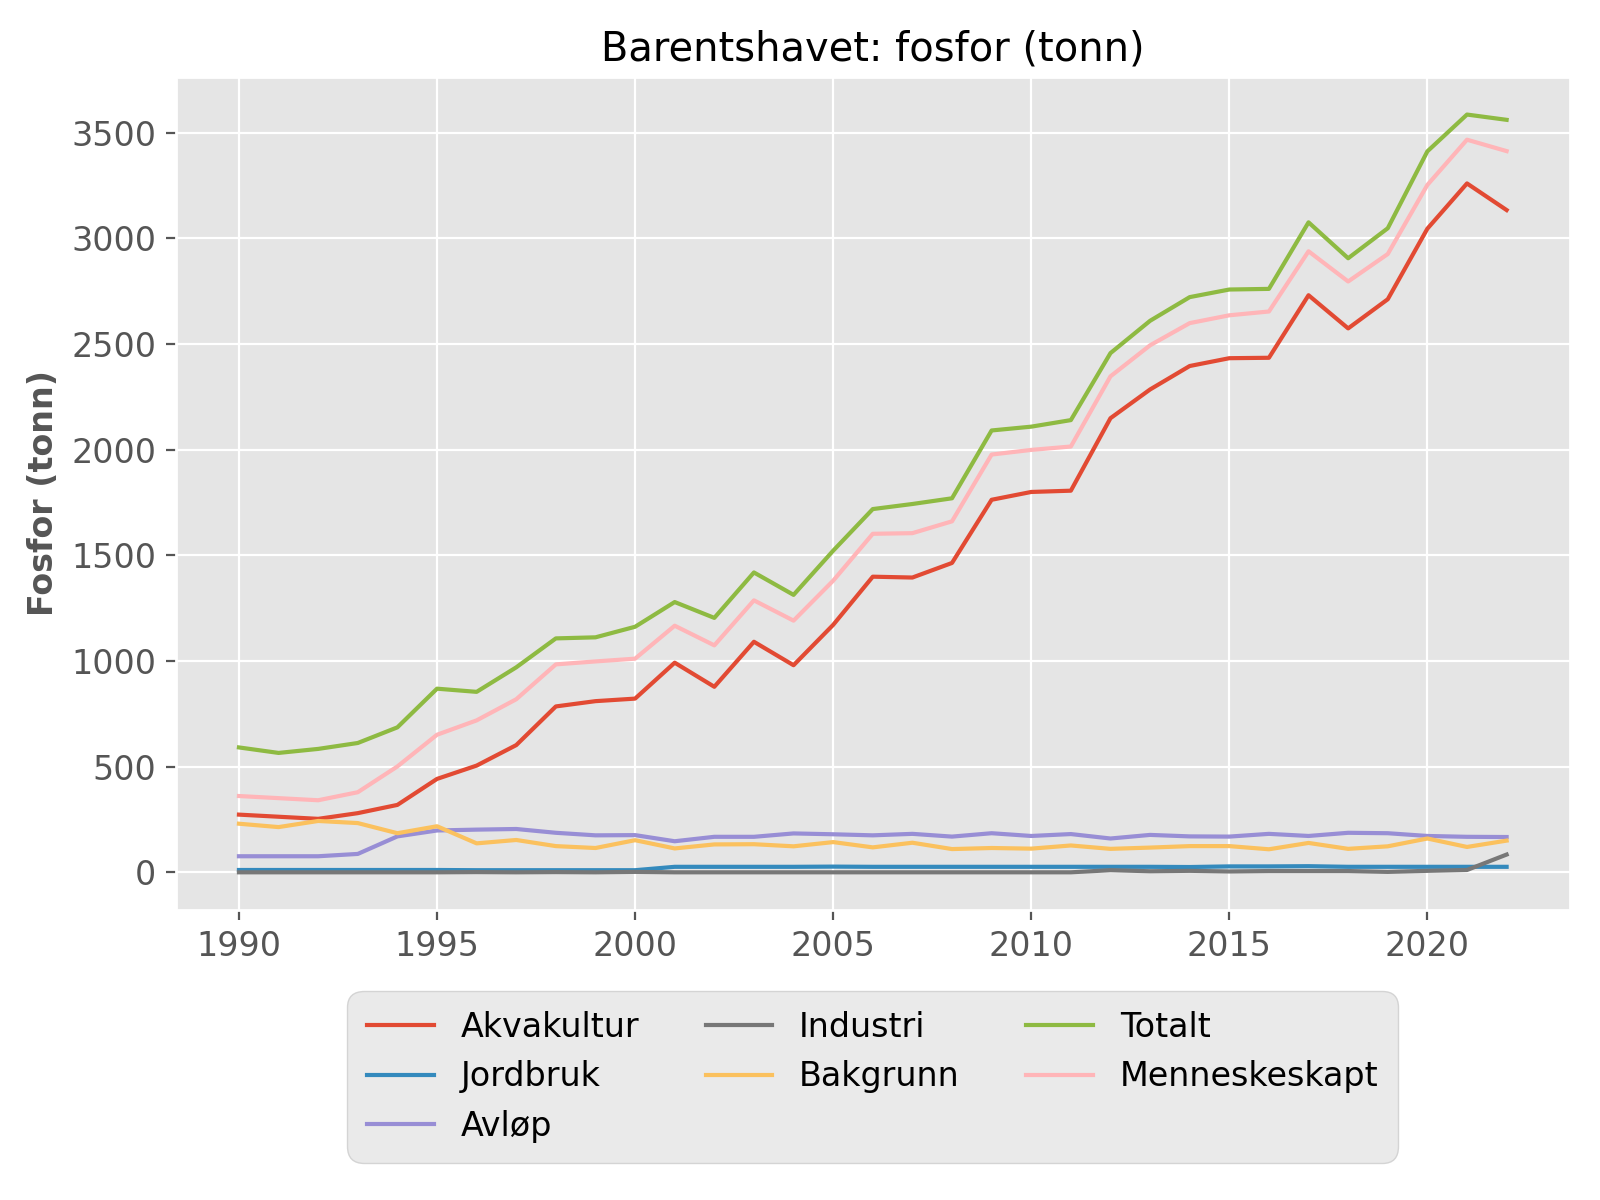 Barentshavet: fosfor (tonn)
Fosfor (tonn)
3500
3000
2500
2000
1500
1000
500
0
1990 1995 2000 2005 2010 2015 2020
Akvakultur Industri Totalt
Jordbruk Bakgrunn Menneskeskapt
Avløp